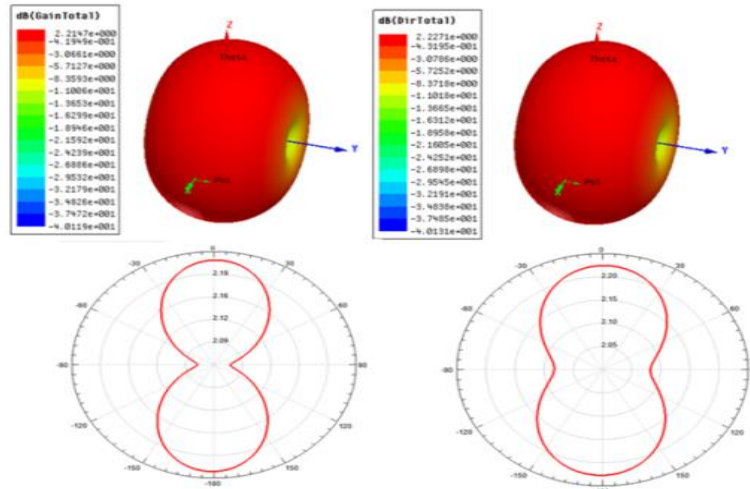 dB(GainTotal)
2.2147e+000
-4.1949e-001
-3.0661e+000
-5.7127e+000
-8.3593e+000
-1.1006e+001
-1.3653e+001
-1.6299e+001
-1.8946e+001
-2.1592e+001
-2.4239e+001
-2.6886e+001
-2.9532e+001
-3.2179e+001
-3.4826e+001
-3.7472e+001
-4.0119e+001
Z
Theta
Y
Phi
dB(DirTotal)
2.2271e+000
-4.3195e-001
-3.0786e+000
-5.7252e+000
-8.3718e+000
-1.1018e+001
-1.3665e+001
-1.6312e+001
-1.8958e+001
-2.1605e+001
-2.4252e+001
-2.6898e+001
-2.9545e+001
-3.2191e+001
-3.4838e+001
-3.7485e+001
-4.0131e+001
Z
Theta
Y
Phi
0
-30
30
-60
60
-90
90
-120
120
-150
150
-180
2.19
2.16
2.12
2.09
0
-30
30
-60
60
-90
90
-120
120
-150
150
2.20
2.15
2.10